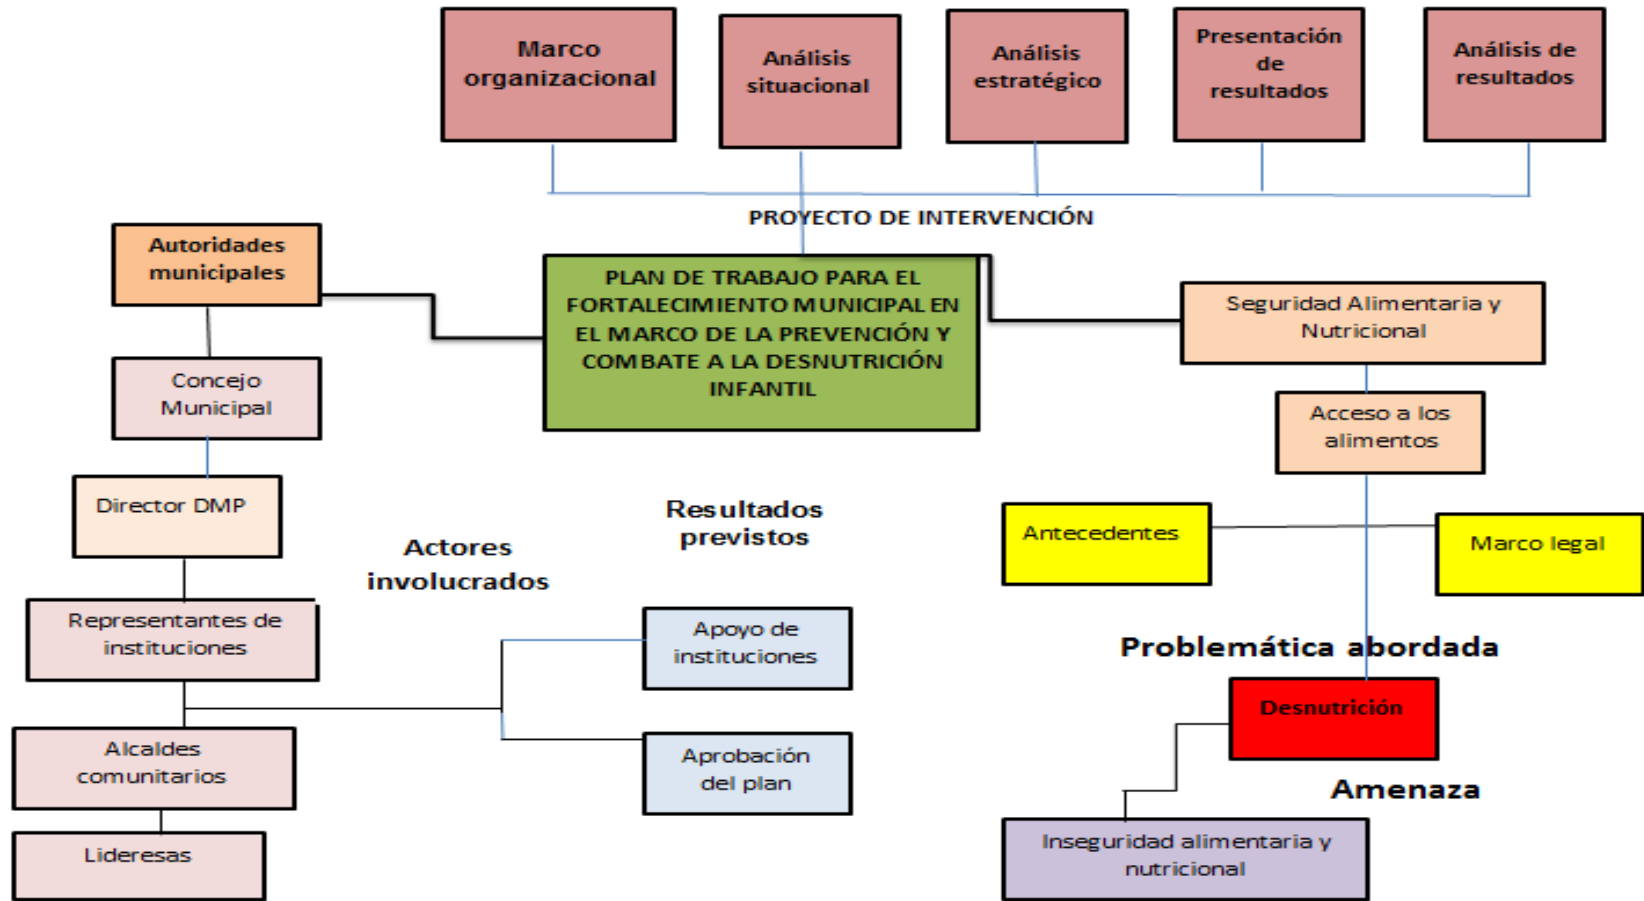 Marco
organizacional
Análisis
situacional
Análisis
estratégico
Presentación
de
resultados
Análisis de
resultados
PROYECTO DE INTERVENCIÓN
Autoridades
municipales
PLAN DE TRABAJO PARA EL
FORTALECIMIENTO MUNICIPAL EN
EL MARCO DE LA PREVENCIÓN Y
COMBATE A LA DESNUTRICIÓN
INFANTIL
Seguridad Alimentaria y
Nutricional
Concejo
Municipal
Acceso a los
alimentos
Director DMP
Resultados
previstos
Antecedentes
Marco legal
Actores
involucrados
Representantes de
instituciones
Apoyo de
instituciones
Problemática abordada
Desnutrición
Alcaldes
comunitarios
Aprobación
del plan
Amenaza
Lideresas
Inseguridad alimentaria y
nutricional